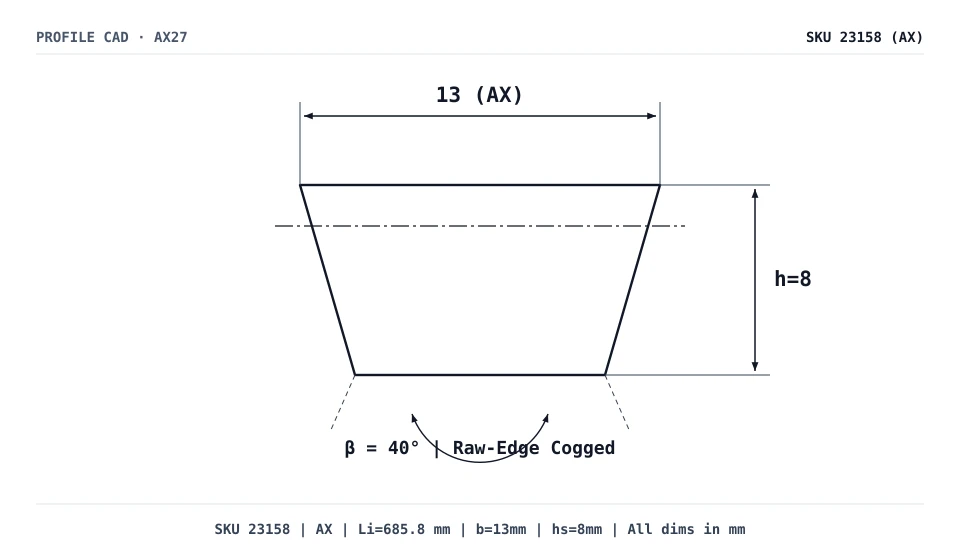 PROFILE CAD · AX27
SKU 23158 (AX)
13 (AX)
h=8
β = 40° | Raw-Edge Cogged
SKU 23158 | AX | Li=685.8 mm | b=13mm | hs=8mm | All dims in mm